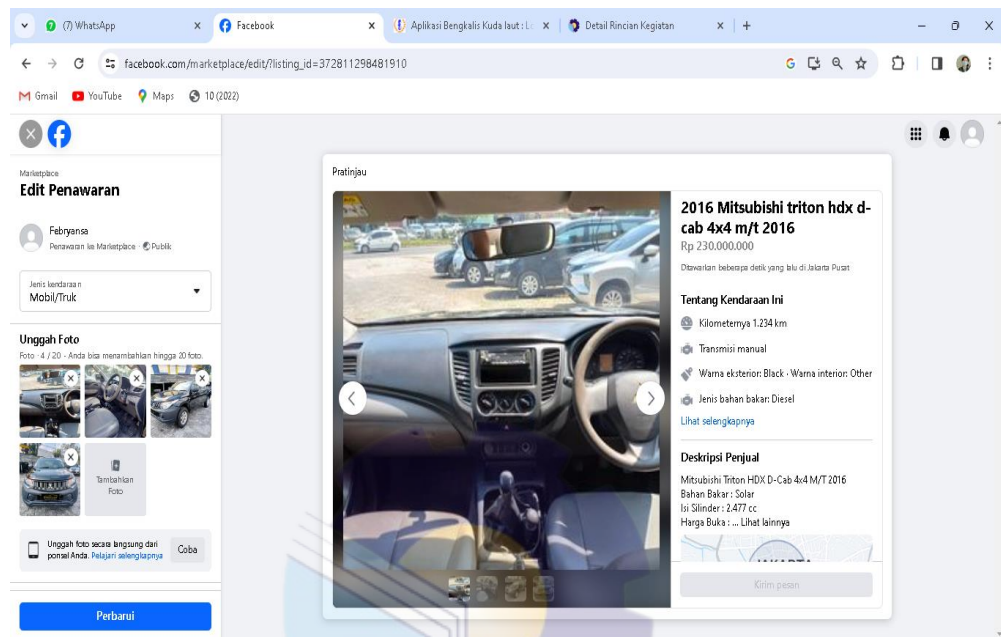 (7) WhatsApp
Facebook
Aplikasi Bengkalis Kuda laut : Lo
Detail Rincian Kegiatan
facebook.com/marketplace/edit/?listing_id=372811298481910
Gmail
YouTube
Maps
10 (2022)
Marketplace
Edit Penawaran
Febryansa
Penawaran ke Marketplace · Publik
Jenis kendaraan
Mobil/Truk
Unggah Foto
Foto · 4 / 20 - Anda bisa menambahkan hingga 20 foto.
Tambahkan
Foto
Unggah foto secara langsung dari
ponsel Anda. Pelajari selengkapnya
Coba
Perbarui
Pratinjau
2016 Mitsubishi triton hdx d-
cab 4x4 m/t 2016
Rp 230.000.000
Ditawarkan beberapa detik yang lalu di Jakarta Pusat
Tentang Kendaraan Ini
Kilometernya 1.234 km
Transmisi manual
Warna eksterior: Black · Warna interior: Other
Jenis bahan bakar: Diesel
Lihat selengkapnya
Deskripsi Penjual
Mitsubishi Triton HDX D-Cab 4x4 M/T 2016
Bahan Bakar : Solar
Isi Silinder : 2.477 cc
Harga Buka : ... Lihat lainnya
JAKARTA
Kirim pesan